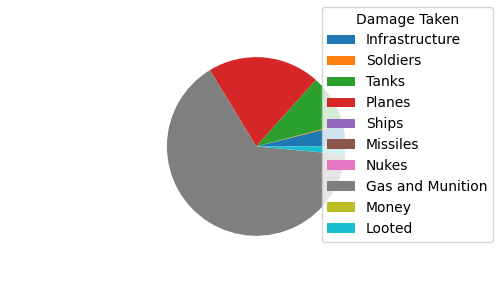 Damage Taken
Infrastructure
Soldiers
Tanks
Planes
Ships
Missiles
Nukes
Gas and Munition
Money
Looted